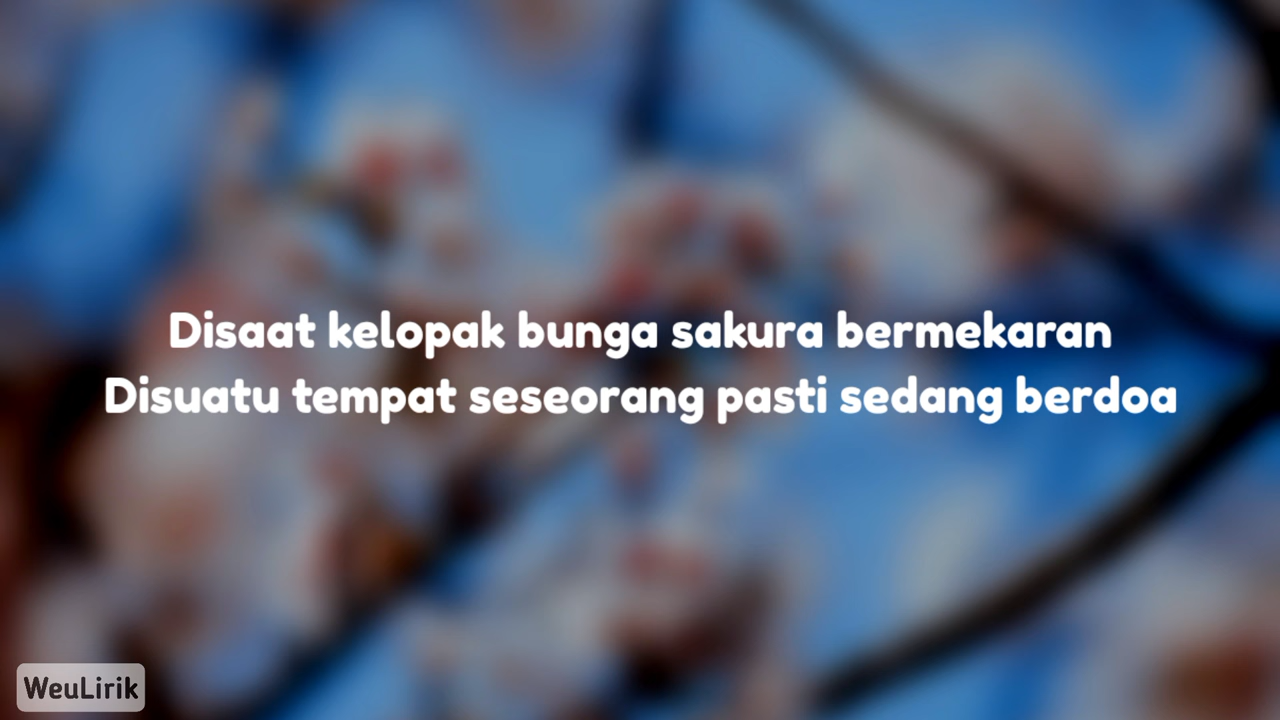 Disaat kelopak bunga sakura bermekaran
Disuatu tempat seseorang pasti sedang berdoa
WeuLirik